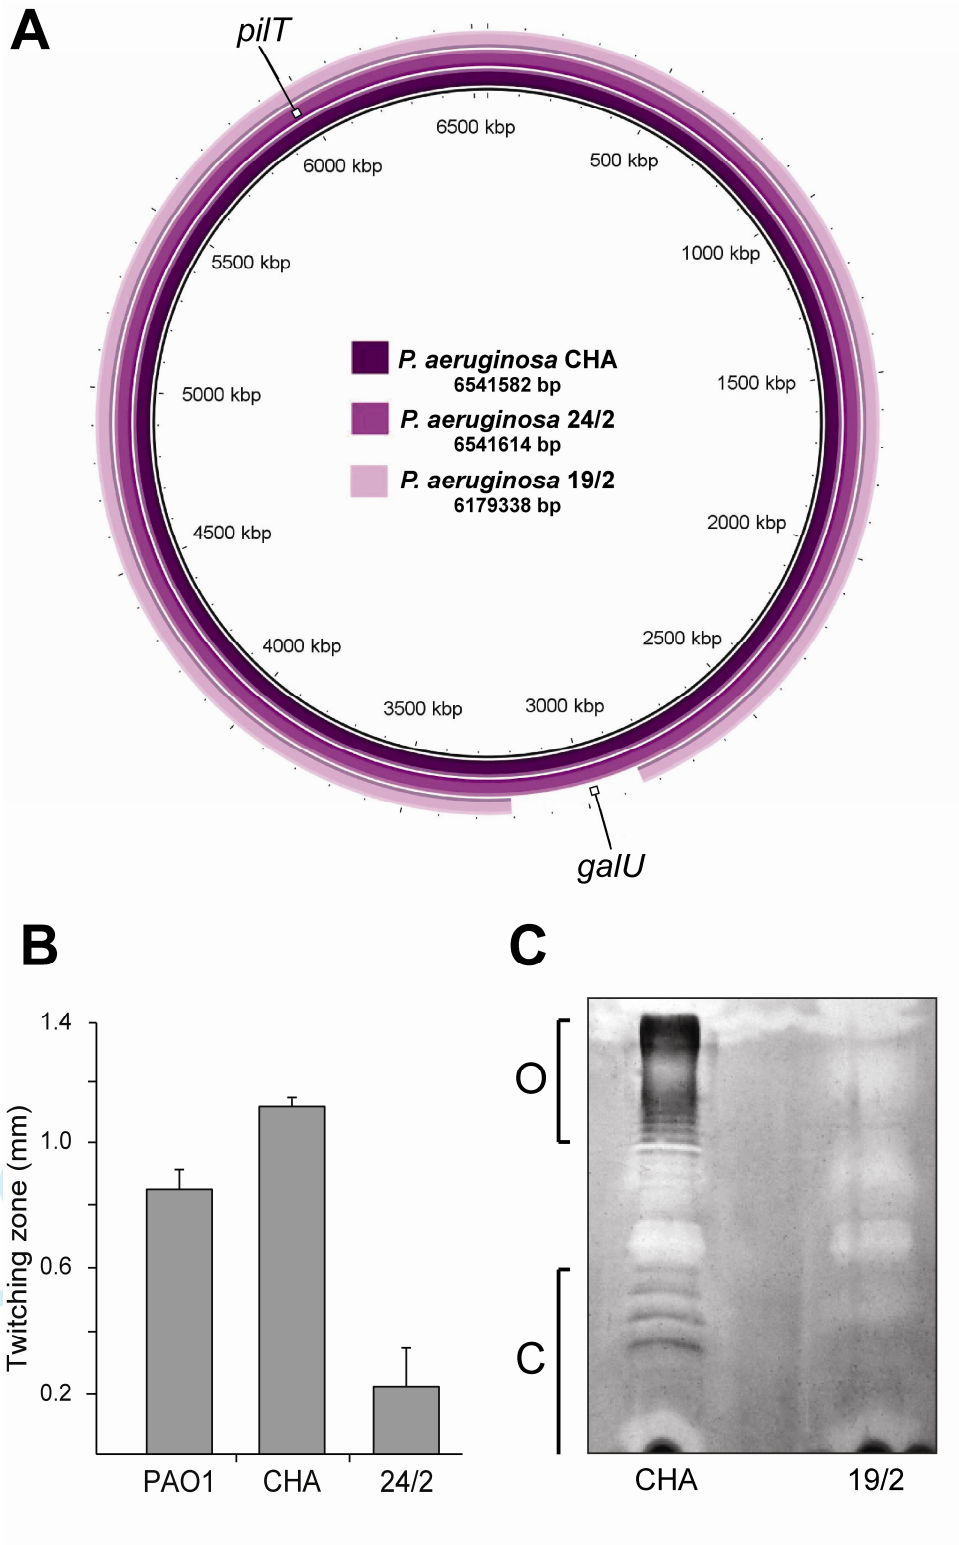 A
pilT
6500 kbp
500 kbp
6000 kbp
1000 kbp
5500 kbp
1500 kbp
5000 kbp
P. aeruginosa CHA
6541582 bp
P. aeruginosa 24/2
6541614 bp
P. aeruginosa 19/2
6179338 bp
2000 kbp
4500 kbp
2500 kbp
4000 kbp
3500 kbp
3000 kbp
galU
B
Twitching zone (mm)
1.4
1.0
0.6
0.2
PAO1 CHA 24/2
C
O
C
CHA 19/2